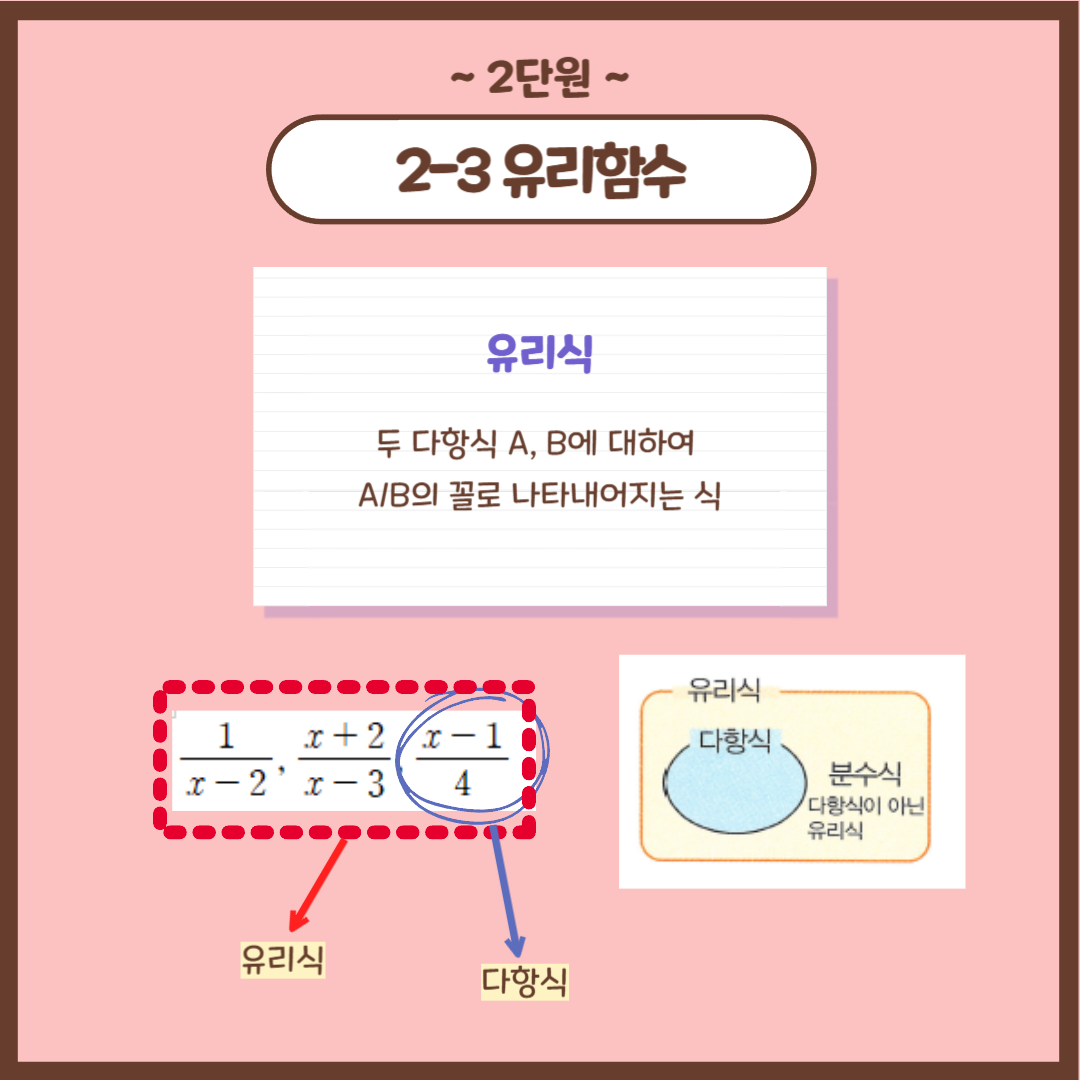 ~ 2단원 ~
2-3 유리함수
유리식
두 다항식 A, B에 대하여
A/B의 꼴로 나타내어지는 식
1/(x-2), (x+2)/(x-3), (x-1)/4
유리식
다항식
유리식
다항식
분수식
다항식이 아닌
유리식